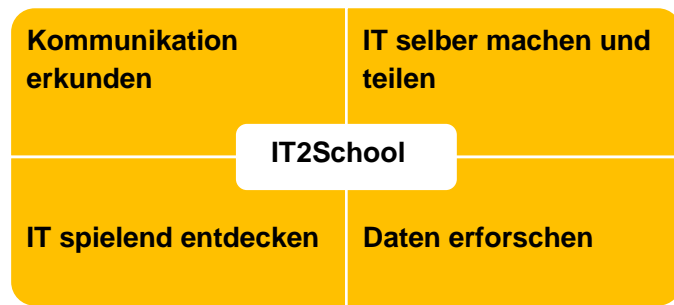 Kommunikation
erkunden
IT selber machen und
teilen
IT2School
IT spielend entdecken
Daten erforschen